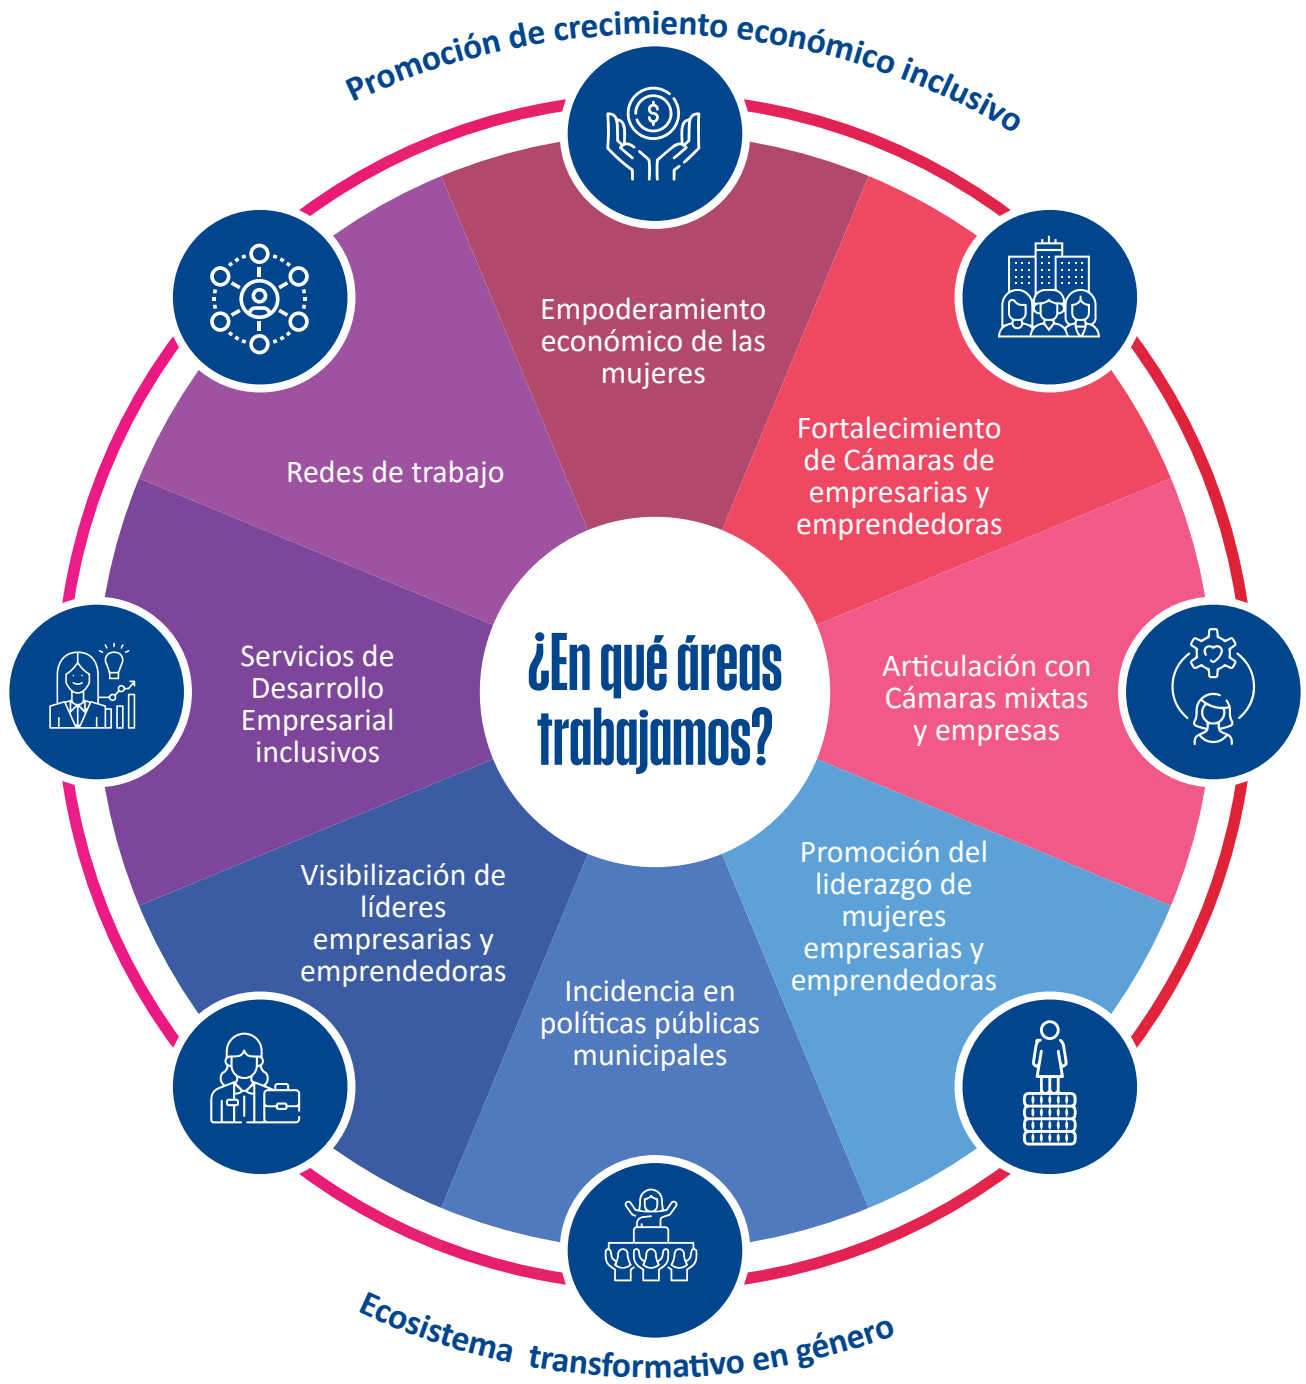 Promoción de crecimiento económico inclusivo
Empoderamiento
económico de las
mujeres
Fortalecimiento
de Cámaras de
empresarias y
emprendedoras
Redes de trabajo
¿En qué áreas
trabajamos?
Articulación con
Cámaras mixtas
y empresas
Servicios de
Desarrollo
Empresarial
inclusivos
Promoción del
liderazgo de
mujeres
empresarias y
emprendedoras
Visibilización de
líderes
empresarias y
emprendedoras
Incidencia en
políticas públicas
municipales
Ecosistema transformativo en género